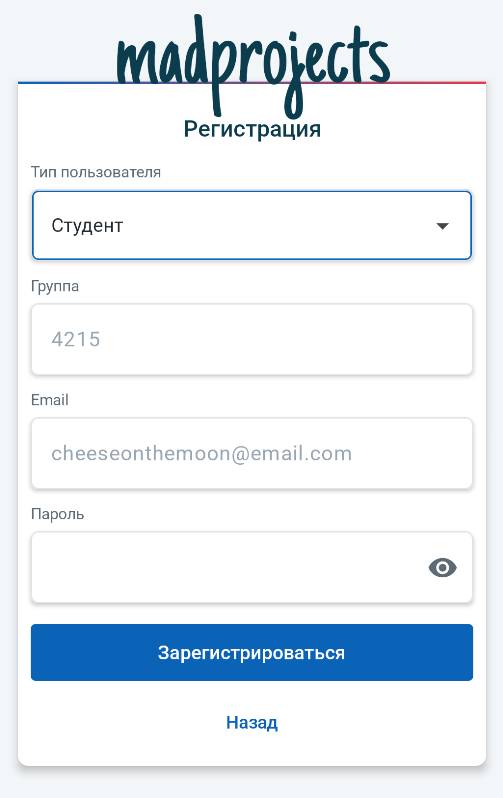 madprojects
Регистрация
Тип пользователя
Студент
Группа
4215
Email
cheeseonthemoon@email.com
Пароль
Зарегистрироваться
Назад